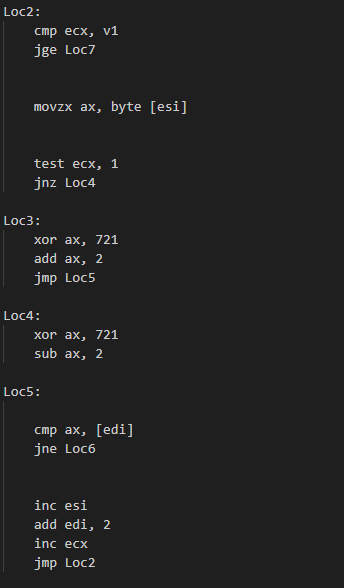 Loc2:
cmp ecx, v1
jge Loc7
movzx ax, byte [esi]
test ecx, 1
jnz Loc4
Loc3:
xor ax, 721
add ax, 2
jmp Loc5
Loc4:
xor ax, 721
sub ax, 2
Loc5:
cmp ax, [edi]
jne Loc6
inc esi
add edi, 2
inc ecx
jmp Loc2